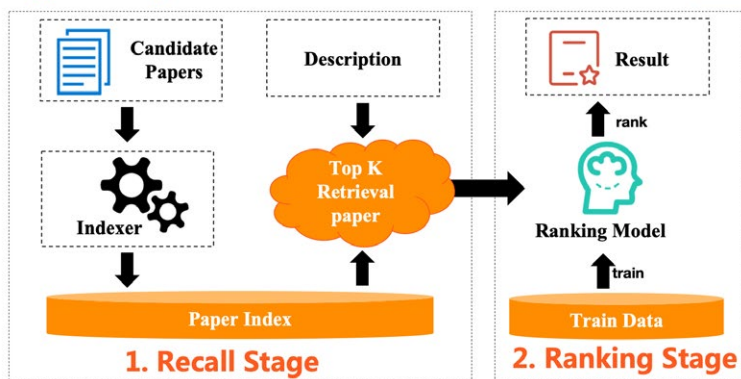 Candidate
Papers
Description
Result
rank
Top K
Retrieval
paper
Indexer
Ranking Model
train
Paper Index
Train Data
1. Recall Stage
2. Ranking Stage